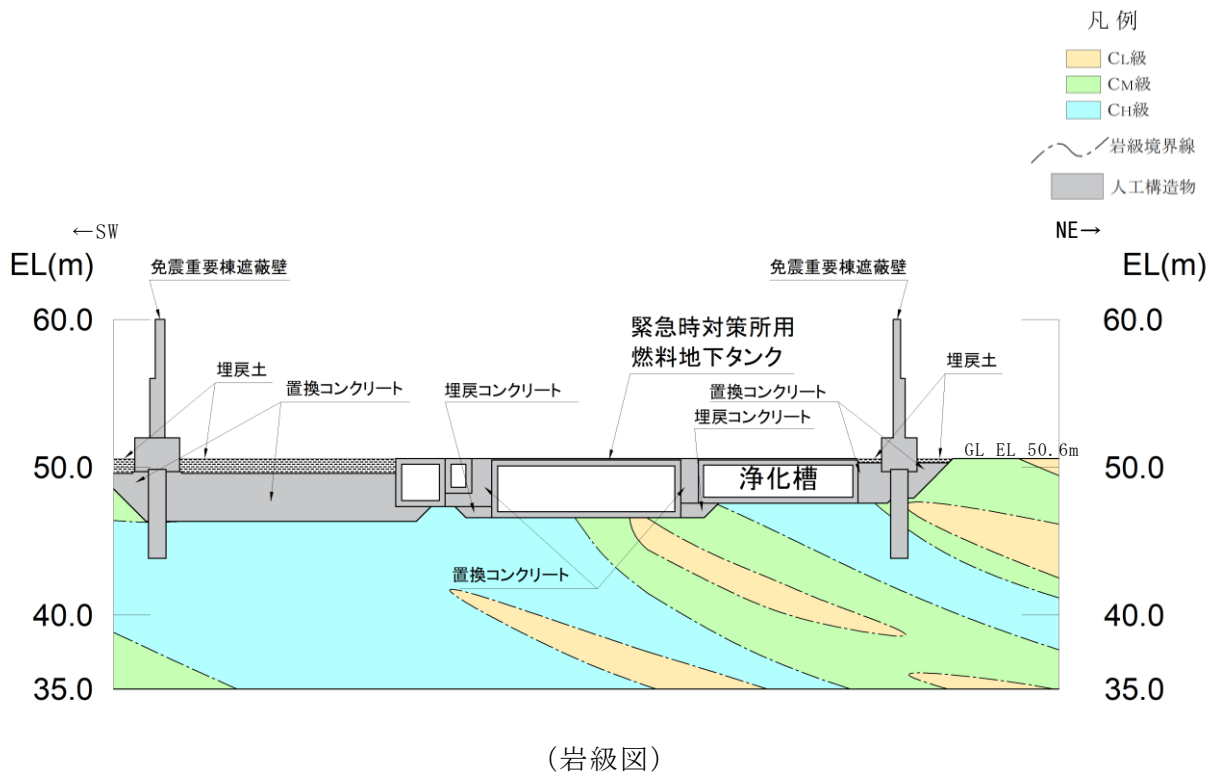 凡 例
CL級
CM級
CH級
岩級境界線
人工構造物
←SW
NE→
EL(m)
EL(m)
免震重要棟遮蔽壁
免震重要棟遮蔽壁
60.0
60.0
緊急時対策所用
燃料地下タンク
埋戻土
埋戻土
置換コンクリート
埋戻コンクリート
置換コンクリート
埋戻コンクリート
GL EL 50.6m
50.0
50.0
浄化槽
置換コンクリート
40.0
40.0
35.0
35.0
(岩級図)